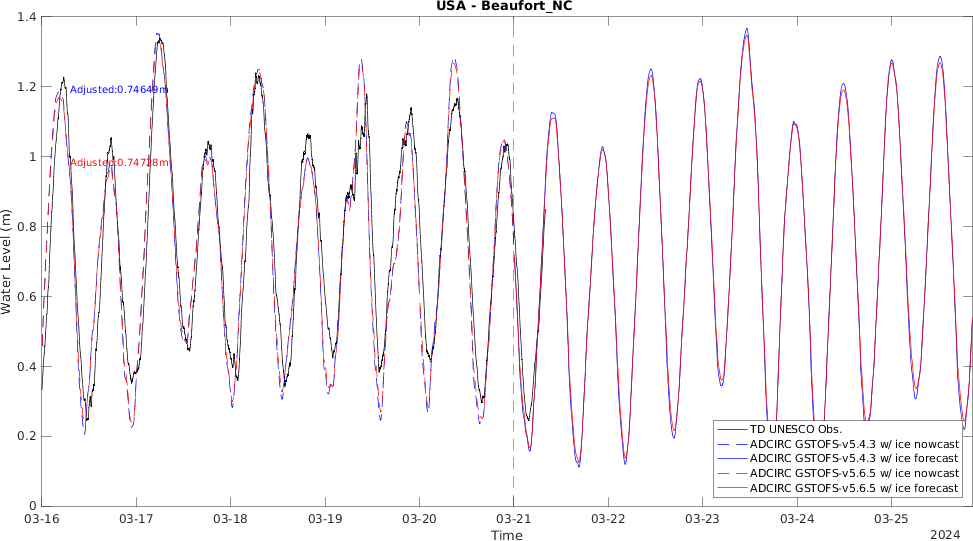 USA - Beaufort_NC
1.4
1.2
1
0.8
0.6
0.4
0.2
0
Water Level (m)
Adjusted:0.74649m
Adjusted:0.74728m
TD UNESCO Obs.
ADCIRC GSTOFS-v5.4.3 w/ ice nowcast
ADCIRC GSTOFS-v5.4.3 w/ ice forecast
ADCIRC GSTOFS-v5.6.5 w/ ice nowcast
ADCIRC GSTOFS-v5.6.5 w/ ice forecast
03-16 03-17 03-18 03-19 03-20 03-21 03-22 03-23 03-24 03-25
Time
2024